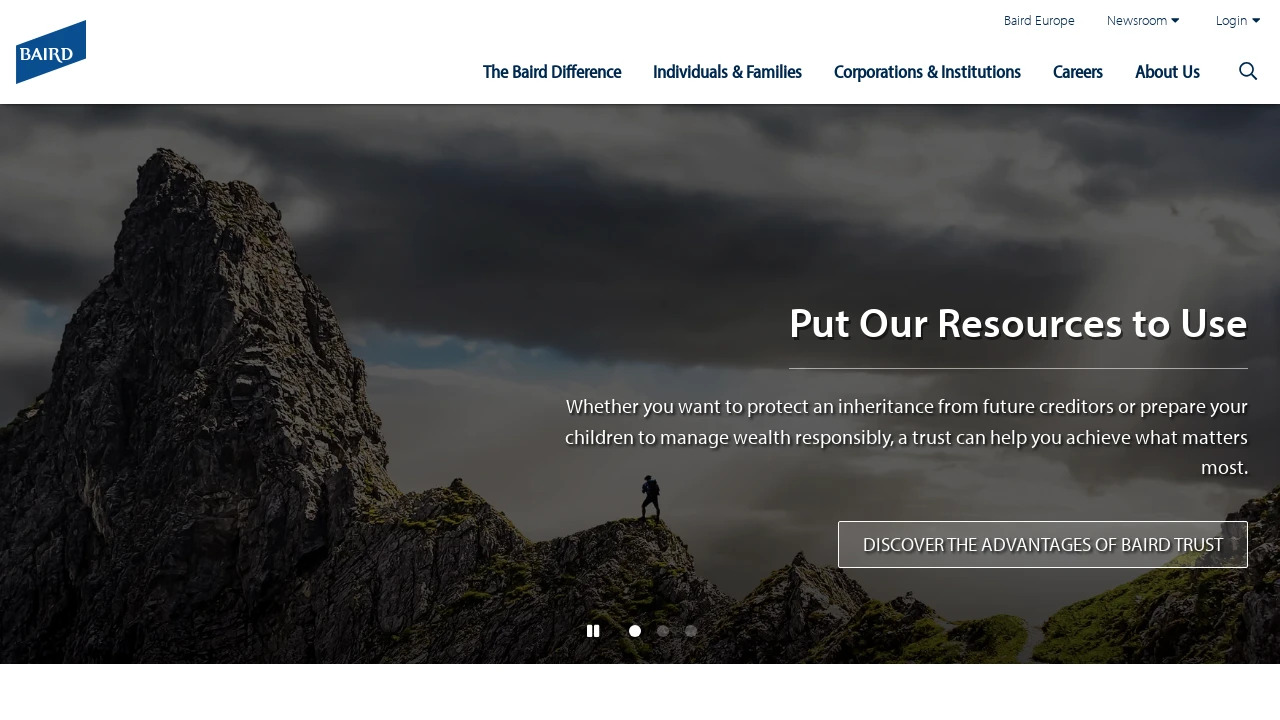 BAIRD
Baird Europe
Newsroom
Login
The Baird Difference
Individuals & Families
Corporations & Institutions
Careers
About Us
Put Our Resources to Use
Whether you want to protect an inheritance from future creditors or prepare your
children to manage wealth responsibly, a trust can help you achieve what matters
most.
DISCOVER THE ADVANTAGES OF BAIRD TRUST